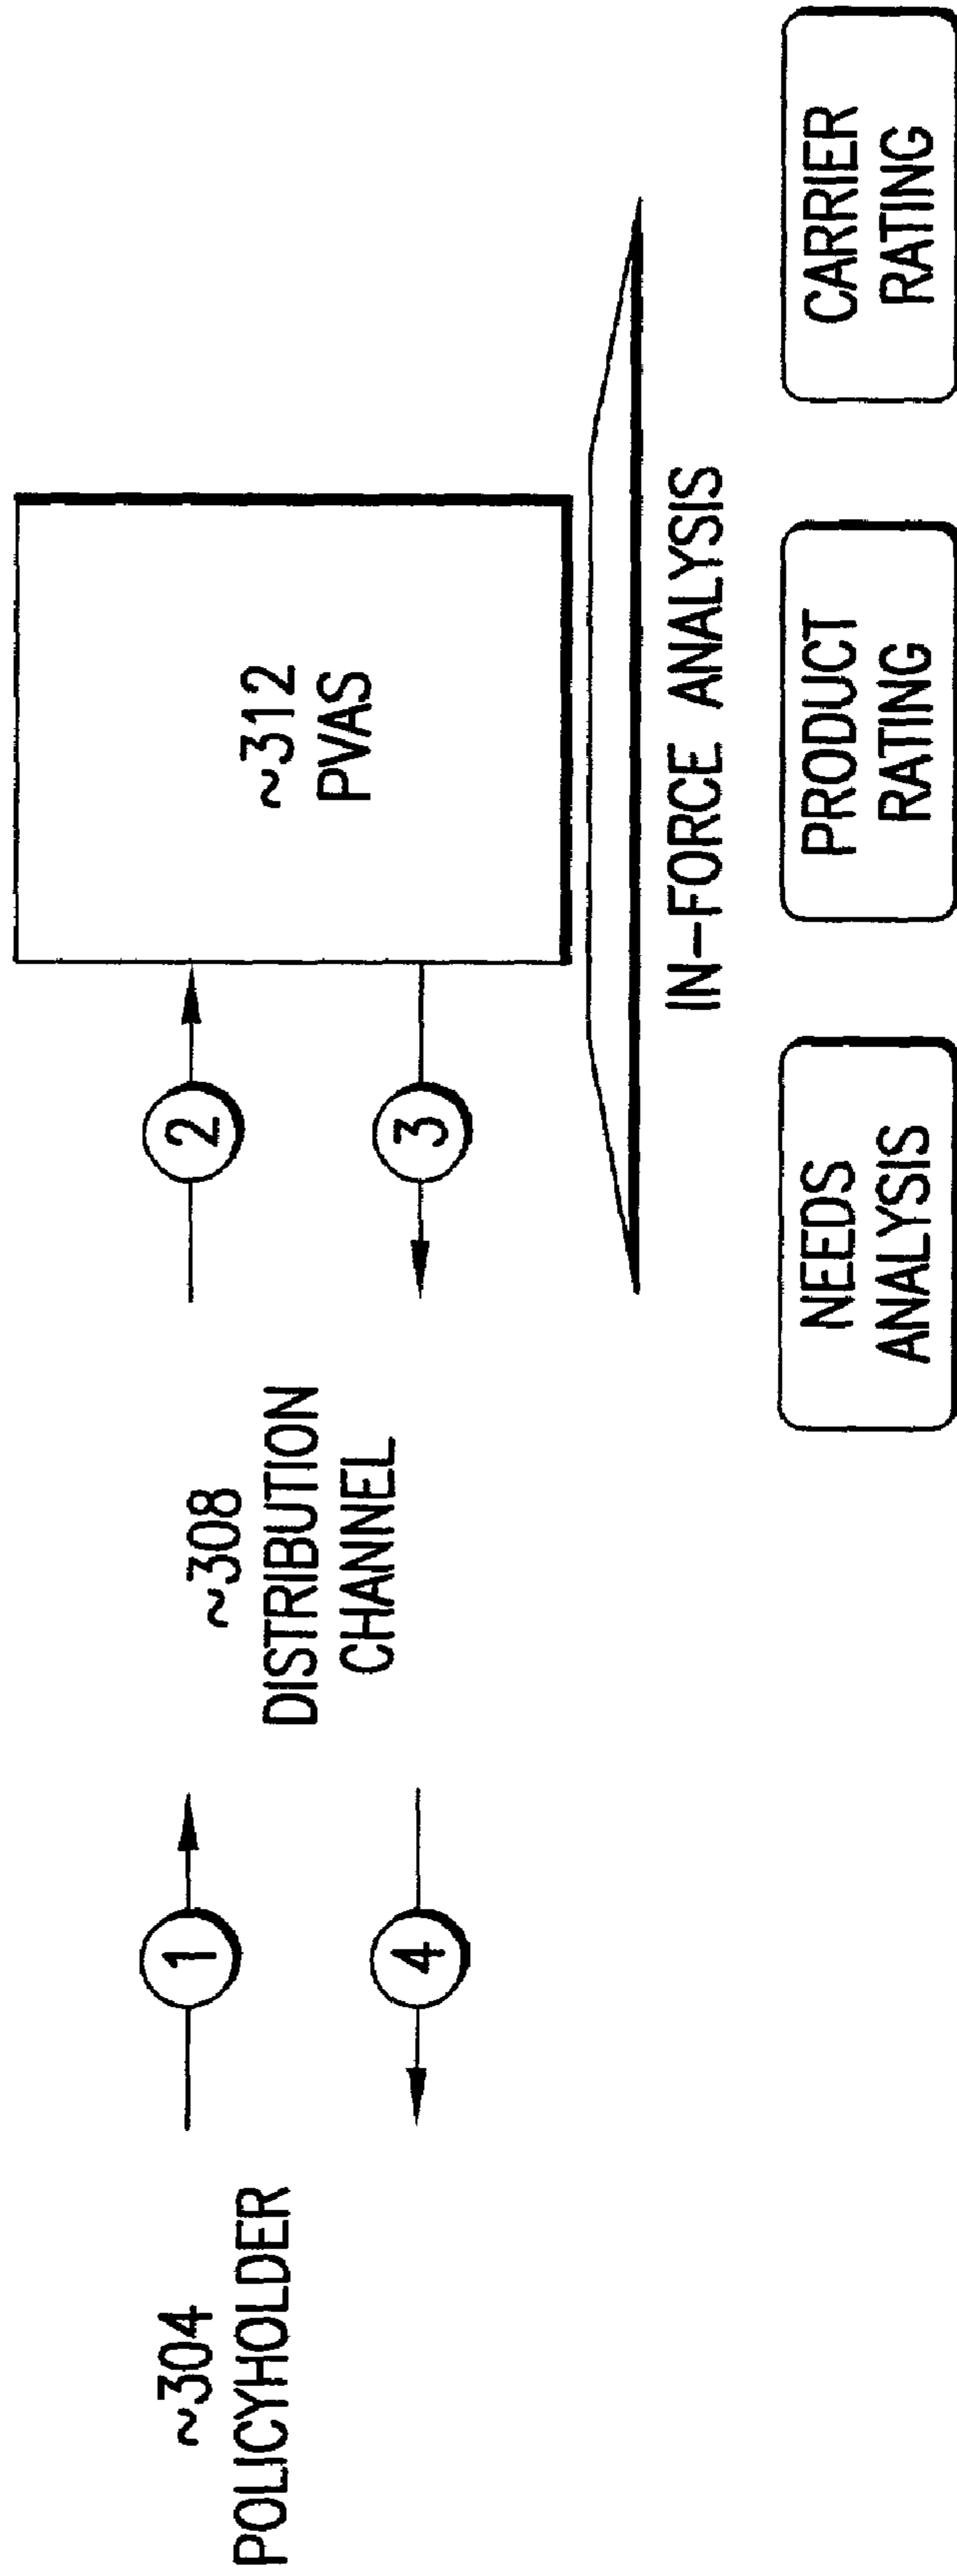 ~304
POLICYHOLDER
1
4
~308
DISTRIBUTION
CHANNEL
2
3
~312
PVAS
IN-FORCE ANALYSIS
NEEDS
ANALYSIS
PRODUCT
RATING
CARRIER
RATING